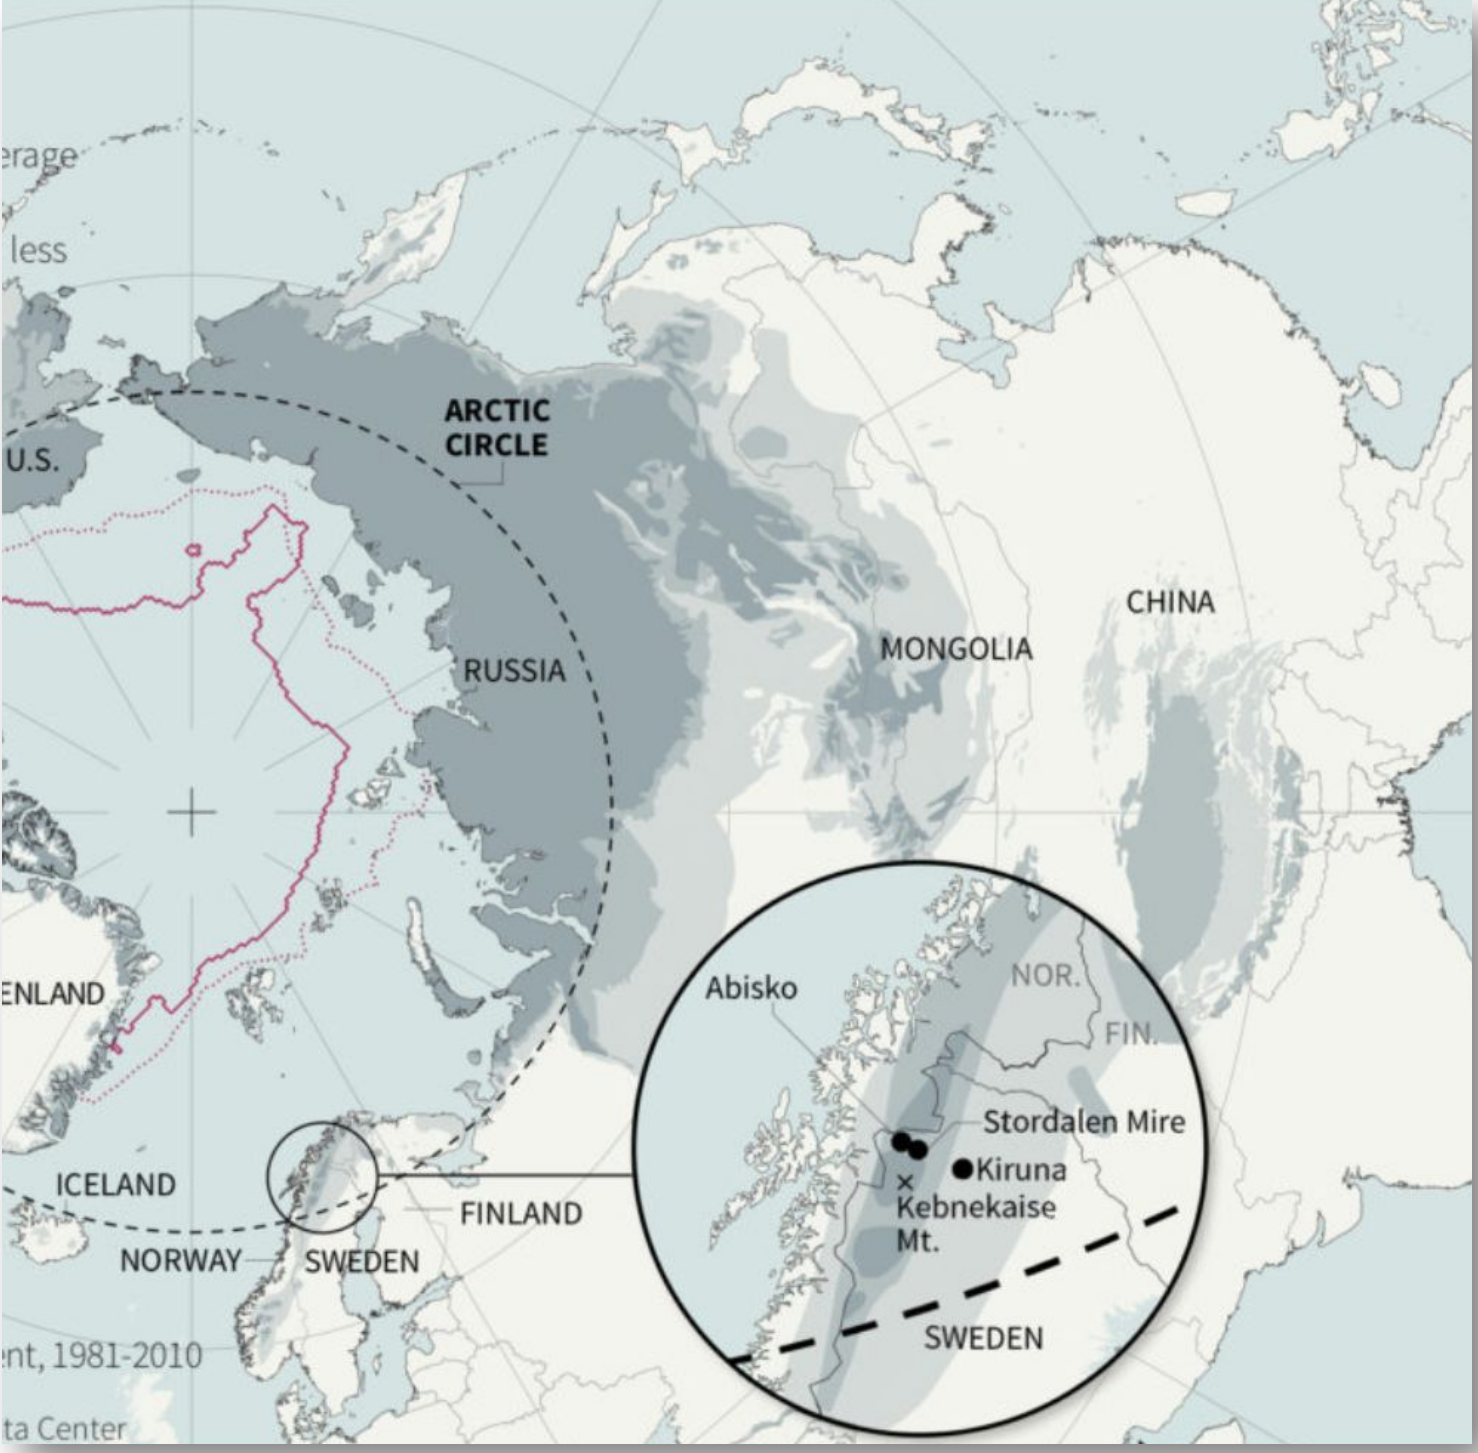 erage
less
ARCTIC
CIRCLE
U.S.
CHINA
MONGOLIA
RUSSIA
ENLAND
Abisko
NOR.
FIN.
Stordalen Mire
Kiruna
Kebnekaise
Mt.
ICELAND
FINLAND
NORWAY
SWEDEN
SWEDEN
ent, 1981-2010
ta Center